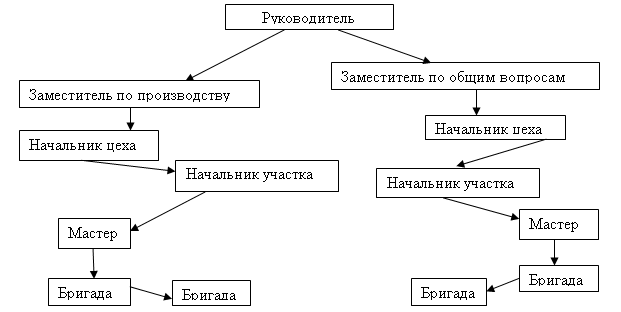 Руководитель
Заместитель по производству
Заместитель по общим вопросам
Начальник цеха
Начальник цеха
Начальник участка
Начальник участка
Мастер
Мастер
Бригада
Бригада
Бригада
Бригада